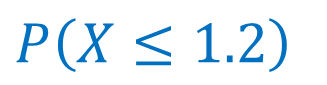 P(X ≤ 1.2)